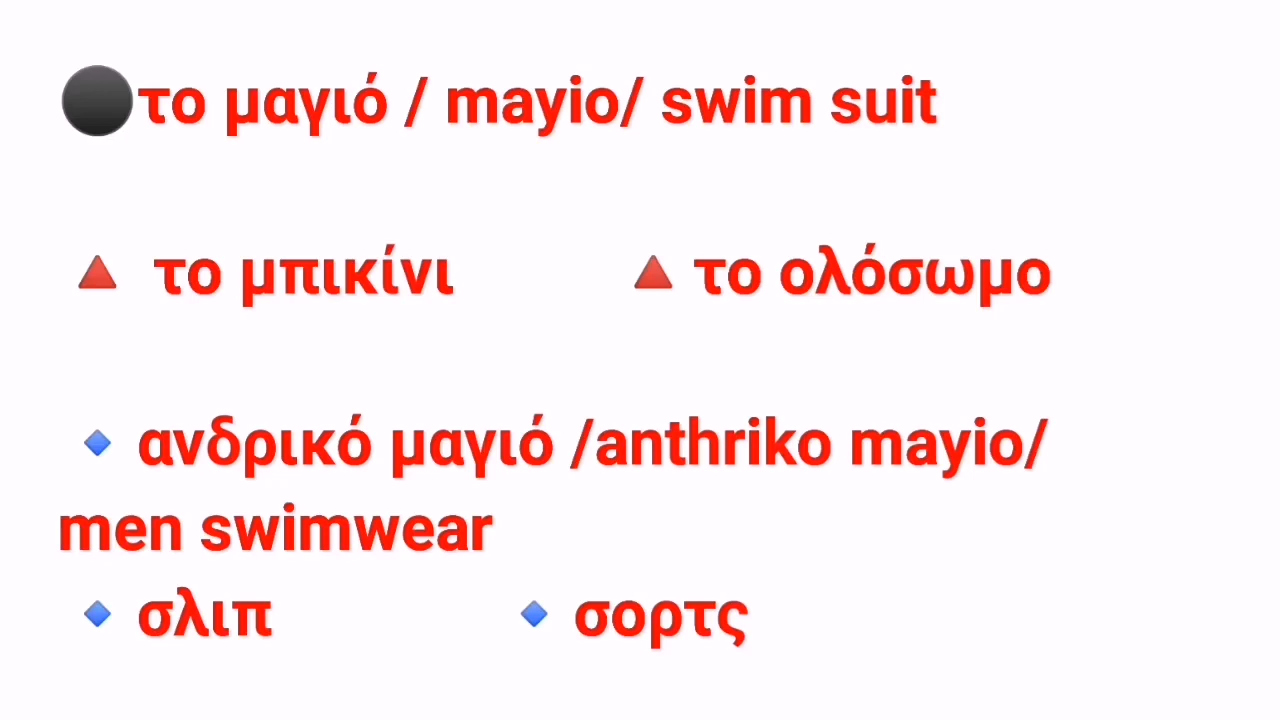 ⚫το μαγιό / mayio/ swim suit
🔺 το μπικίνι 🔺το ολόσωμο
🔹ανδρικό μαγιό /anthriko mayio/
men swimwear
🔹σλιπ 🔹σορτς